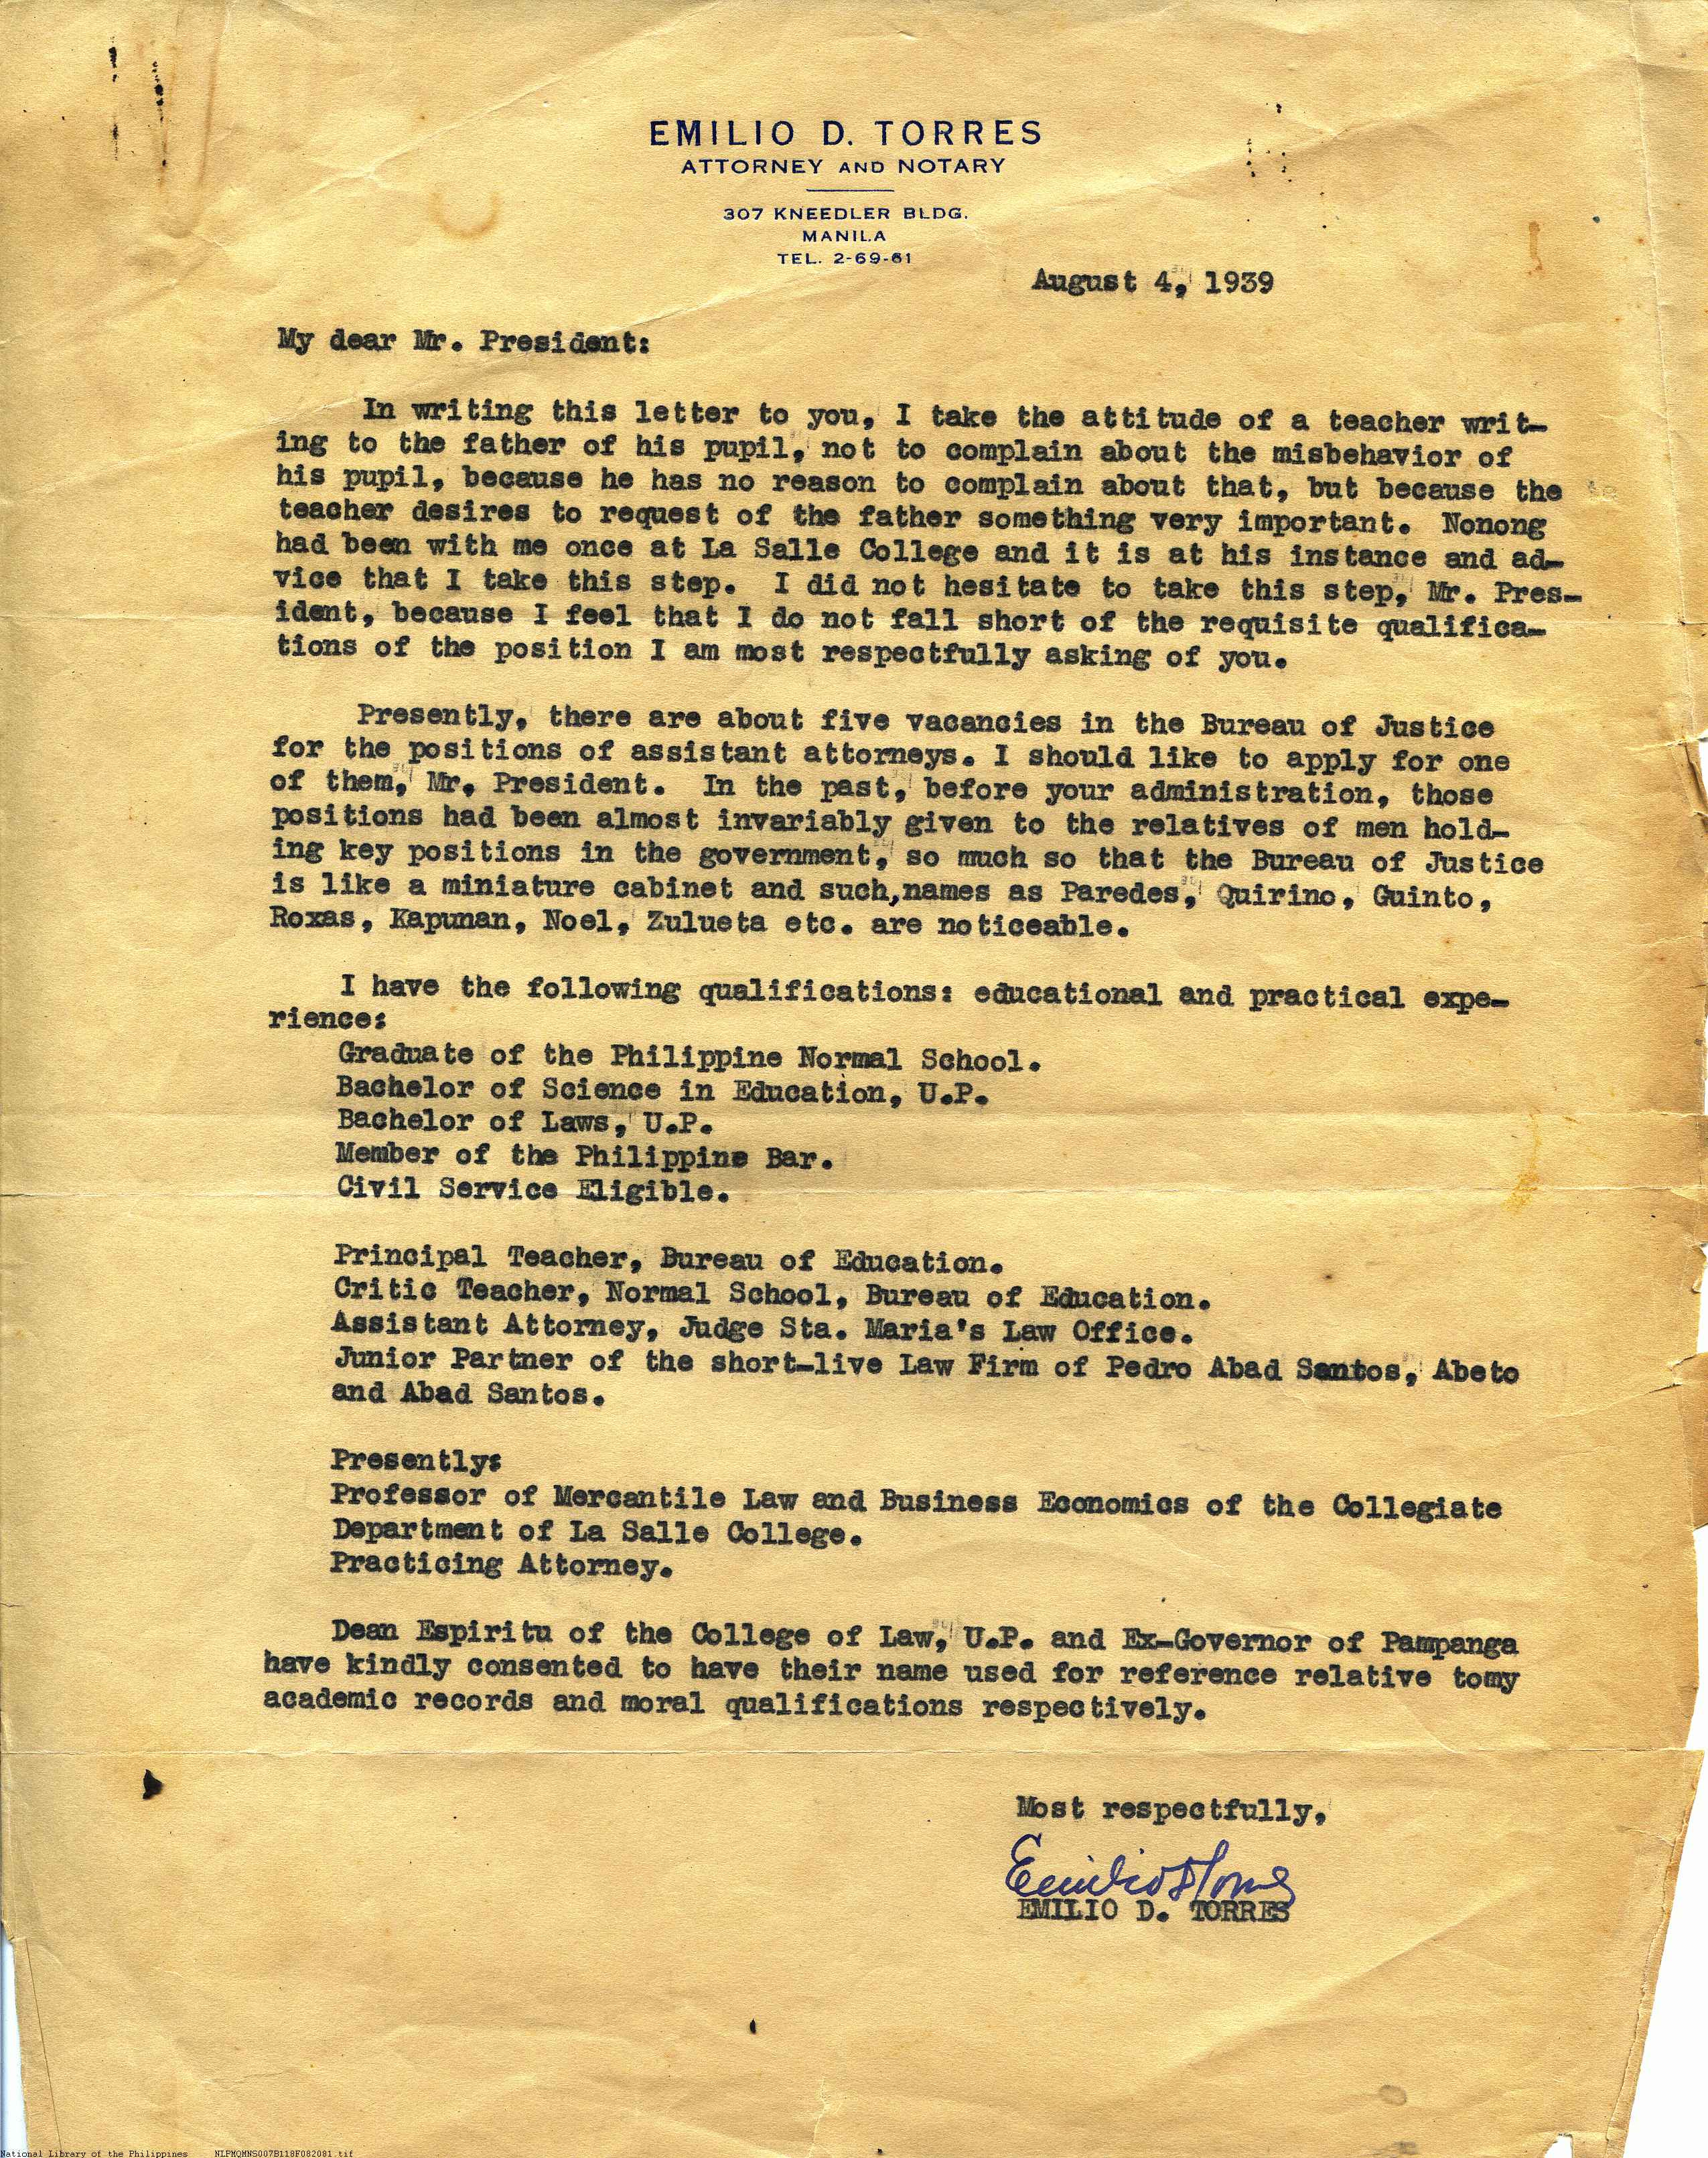 EMILIO D. TORRES
ATTORNEY AND NOTARY
307 KNEEDLER BLDG.
MANILA
TEL. 2-69-61
August 4, 1939
My dear Mr. President:
In writing this letter to you, I take the attitude of a teacher writ-
ing to the father of his pupil, not to complain about the misbehavior of
his pupil, because he has no reason to complain about that, but because the
teacher desires to request of the father something very important. Nonong
had been with me once at La Salle College and it is at his instance and ad-
vice that I take this step. I did not hesitate to take this step, Mr. Pres-
ident, because I feel that I do not fall short of the requisite qualifica-
tions of the position I am most respectfully asking of you.
Presently, there are about five vacancies in the Bureau of Justice
for the positions of assistant attorneys. I should like to apply for one
of them, Mr. President. In the past, before your administration, those
positions had been almost invariably given to the relatives of men hold-
ing key positions in the government, so much so that the Bureau of Justice
is like a miniature cabinet and such,names as Paredes, Quirino, Guinto,
Roxas, Kapunan, Noel, Zulueta etc. are noticeable.
I have the following qualifications: educational and practical expe-
rience:
Graduate of the Philippine Normal School.
Bachelor of Science in Education, U.P.
Bachelor of Laws, U.P.
Member of the Philippine Bar.
Civil Service Eligible.
Principal Teacher, Bureau of Education.
Critic Teacher, Normal School, Bureau of Education.
Assistant Attorney, Judge Sta. Maria's Law Office.
Junior Partner of the short-live Law Firm of Pedro Abad Santos, Abeto
and Abad Santos.
Presently:
Professor of Mercantile Law and Business Economics of the Collegiate
Department of La Salle College.
Practicing Attorney.
Dean Espiritu of the College of Law, U.P. and Ex-Governor of Pampanga
have kindly consented to have their name used for reference relative tomy
academic records and moral qualifications respectively.
Most respectfully,
Emilio D Torres
EMILIO D. TORRES
National Library of the Philippines NLPMQMNS007B118F082081.tif